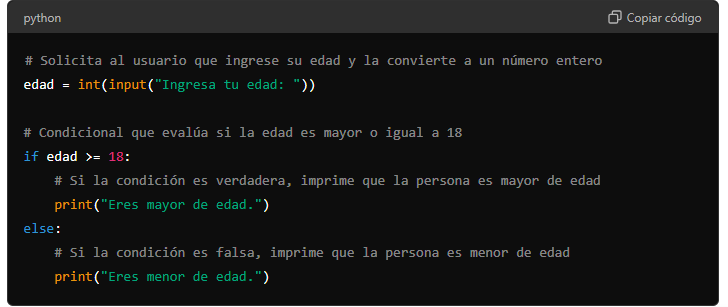 python
Copiar código
# Solicita al usuario que ingrese su edad y la convierte a un número entero
edad = int(input("Ingresa tu edad: "))
# Condicional que evalúa si la edad es mayor o igual a 18
if edad >= 18:
    # Si la condición es verdadera, imprime que la persona es mayor de edad
    print("Eres mayor de edad.")
else:
    # Si la condición es falsa, imprime que la persona es menor de edad
    print("Eres menor de edad.")